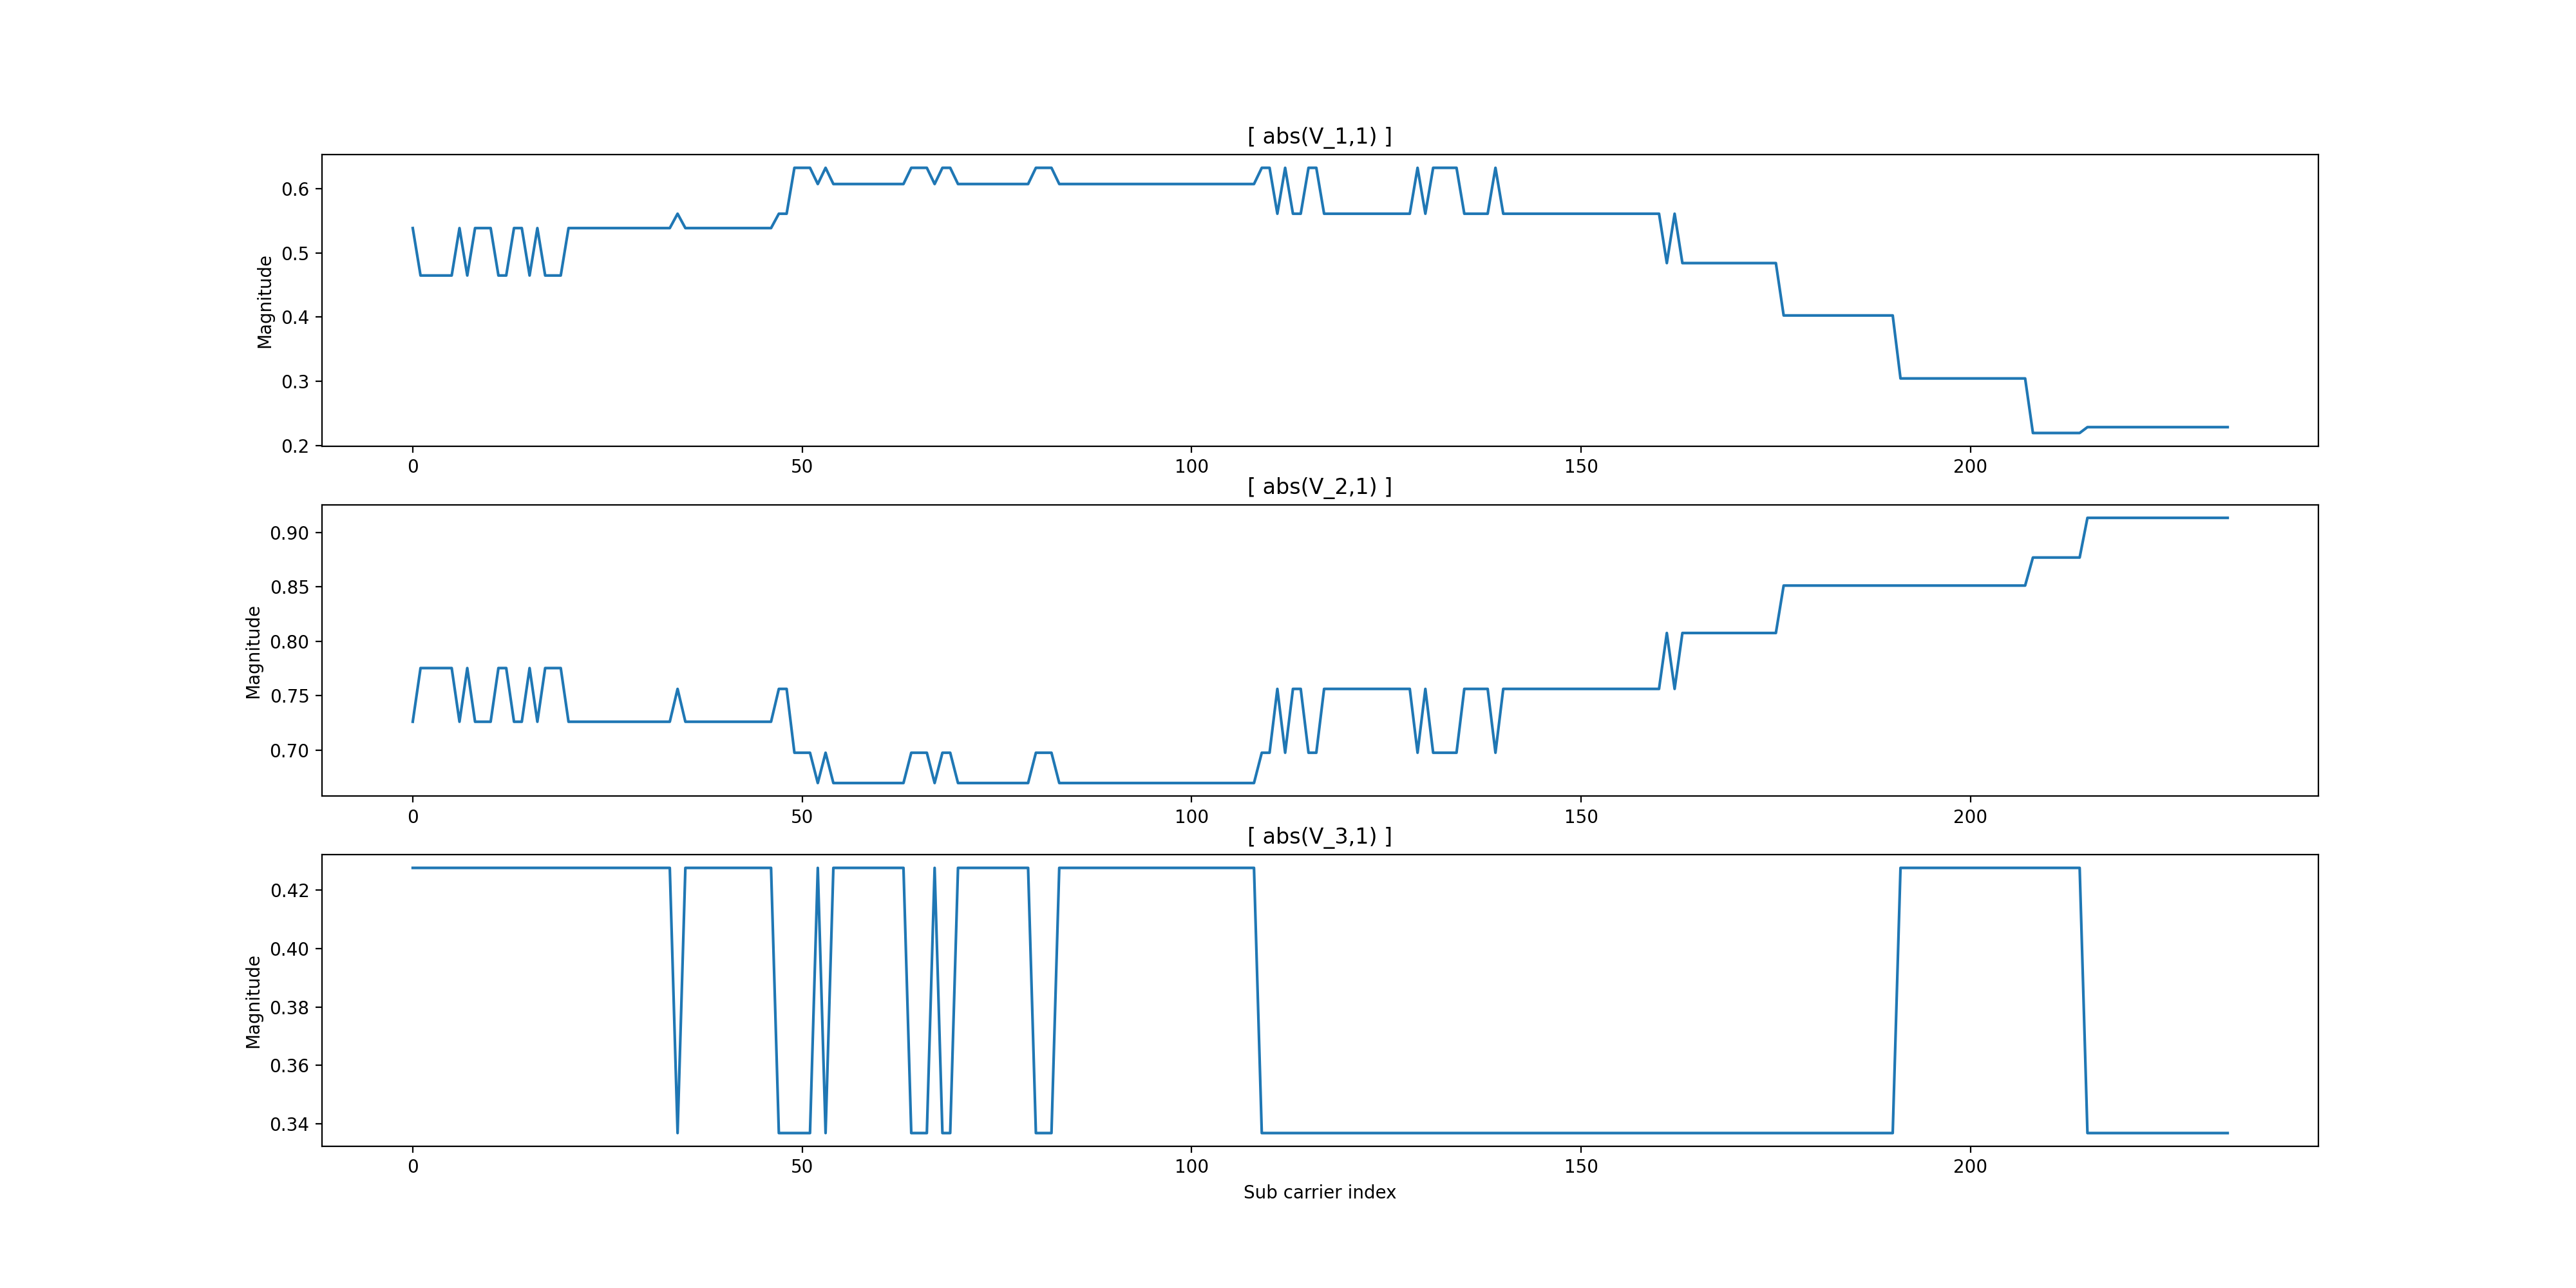 [ abs(V_1,1) ]
Magnitude
0.6
0.5
0.4
0.3
0.2
0 50 100 150 200
[ abs(V_2,1) ]
Magnitude
0.90
0.85
0.80
0.75
0.70
0 50 100 150 200
[ abs(V_3,1) ]
Magnitude
0.42
0.40
0.38
0.36
0.34
0 50 100 150 200
Sub carrier index